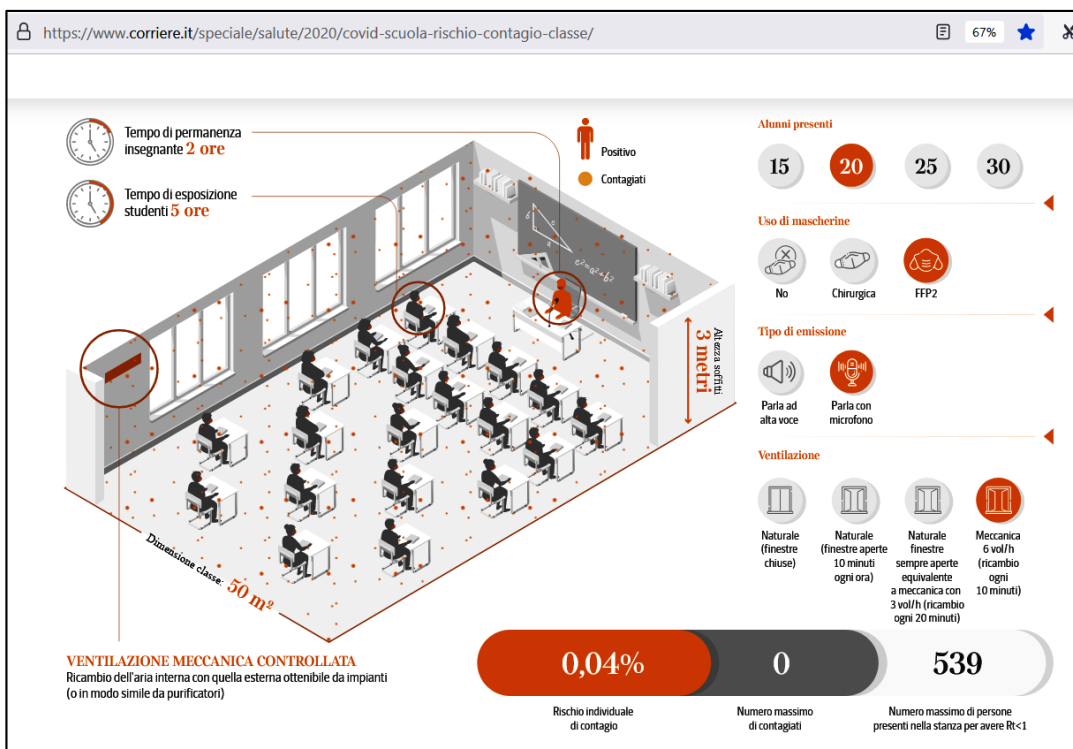 https://www.corriere.it/speciale/salute/2020/covid-scuola-rischio-contagio-classe/
67%
Tempo di permanenza
insegnante 2 ore
Tempo di esposizione
studenti 5 ore
Positivo
Contagiati
Altezza soffitti
3 metri
Dimensione classe:
50 m²
VENTILAZIONE MECCANICA CONTROLLATA
Ricambio dell'aria interna con quella esterna ottenibile da impianti
(o in modo simile da purificatori)
Alunni presenti
15
20
25
30
Uso di mascherine
No
Chirurgica
FFP2
Tipo di emissione
Parla ad
alta voce
Parla con
microfono
Ventilazione
Naturale
(finestre
chiuse)
Naturale
(finestre aperte
10 minuti
ogni ora)
Naturale
finestre
sempre aperte
equivalente
a meccanica con
3 vol/h (ricambio
ogni 20 minuti)
Meccanica
6 vol/h
(ricambio
ogni
10 minuti)
0,04%
Rischio individuale
di contagio
0
Numero massimo
di contagiati
539
Numero massimo di persone
presenti nella stanza per avere Rt<1